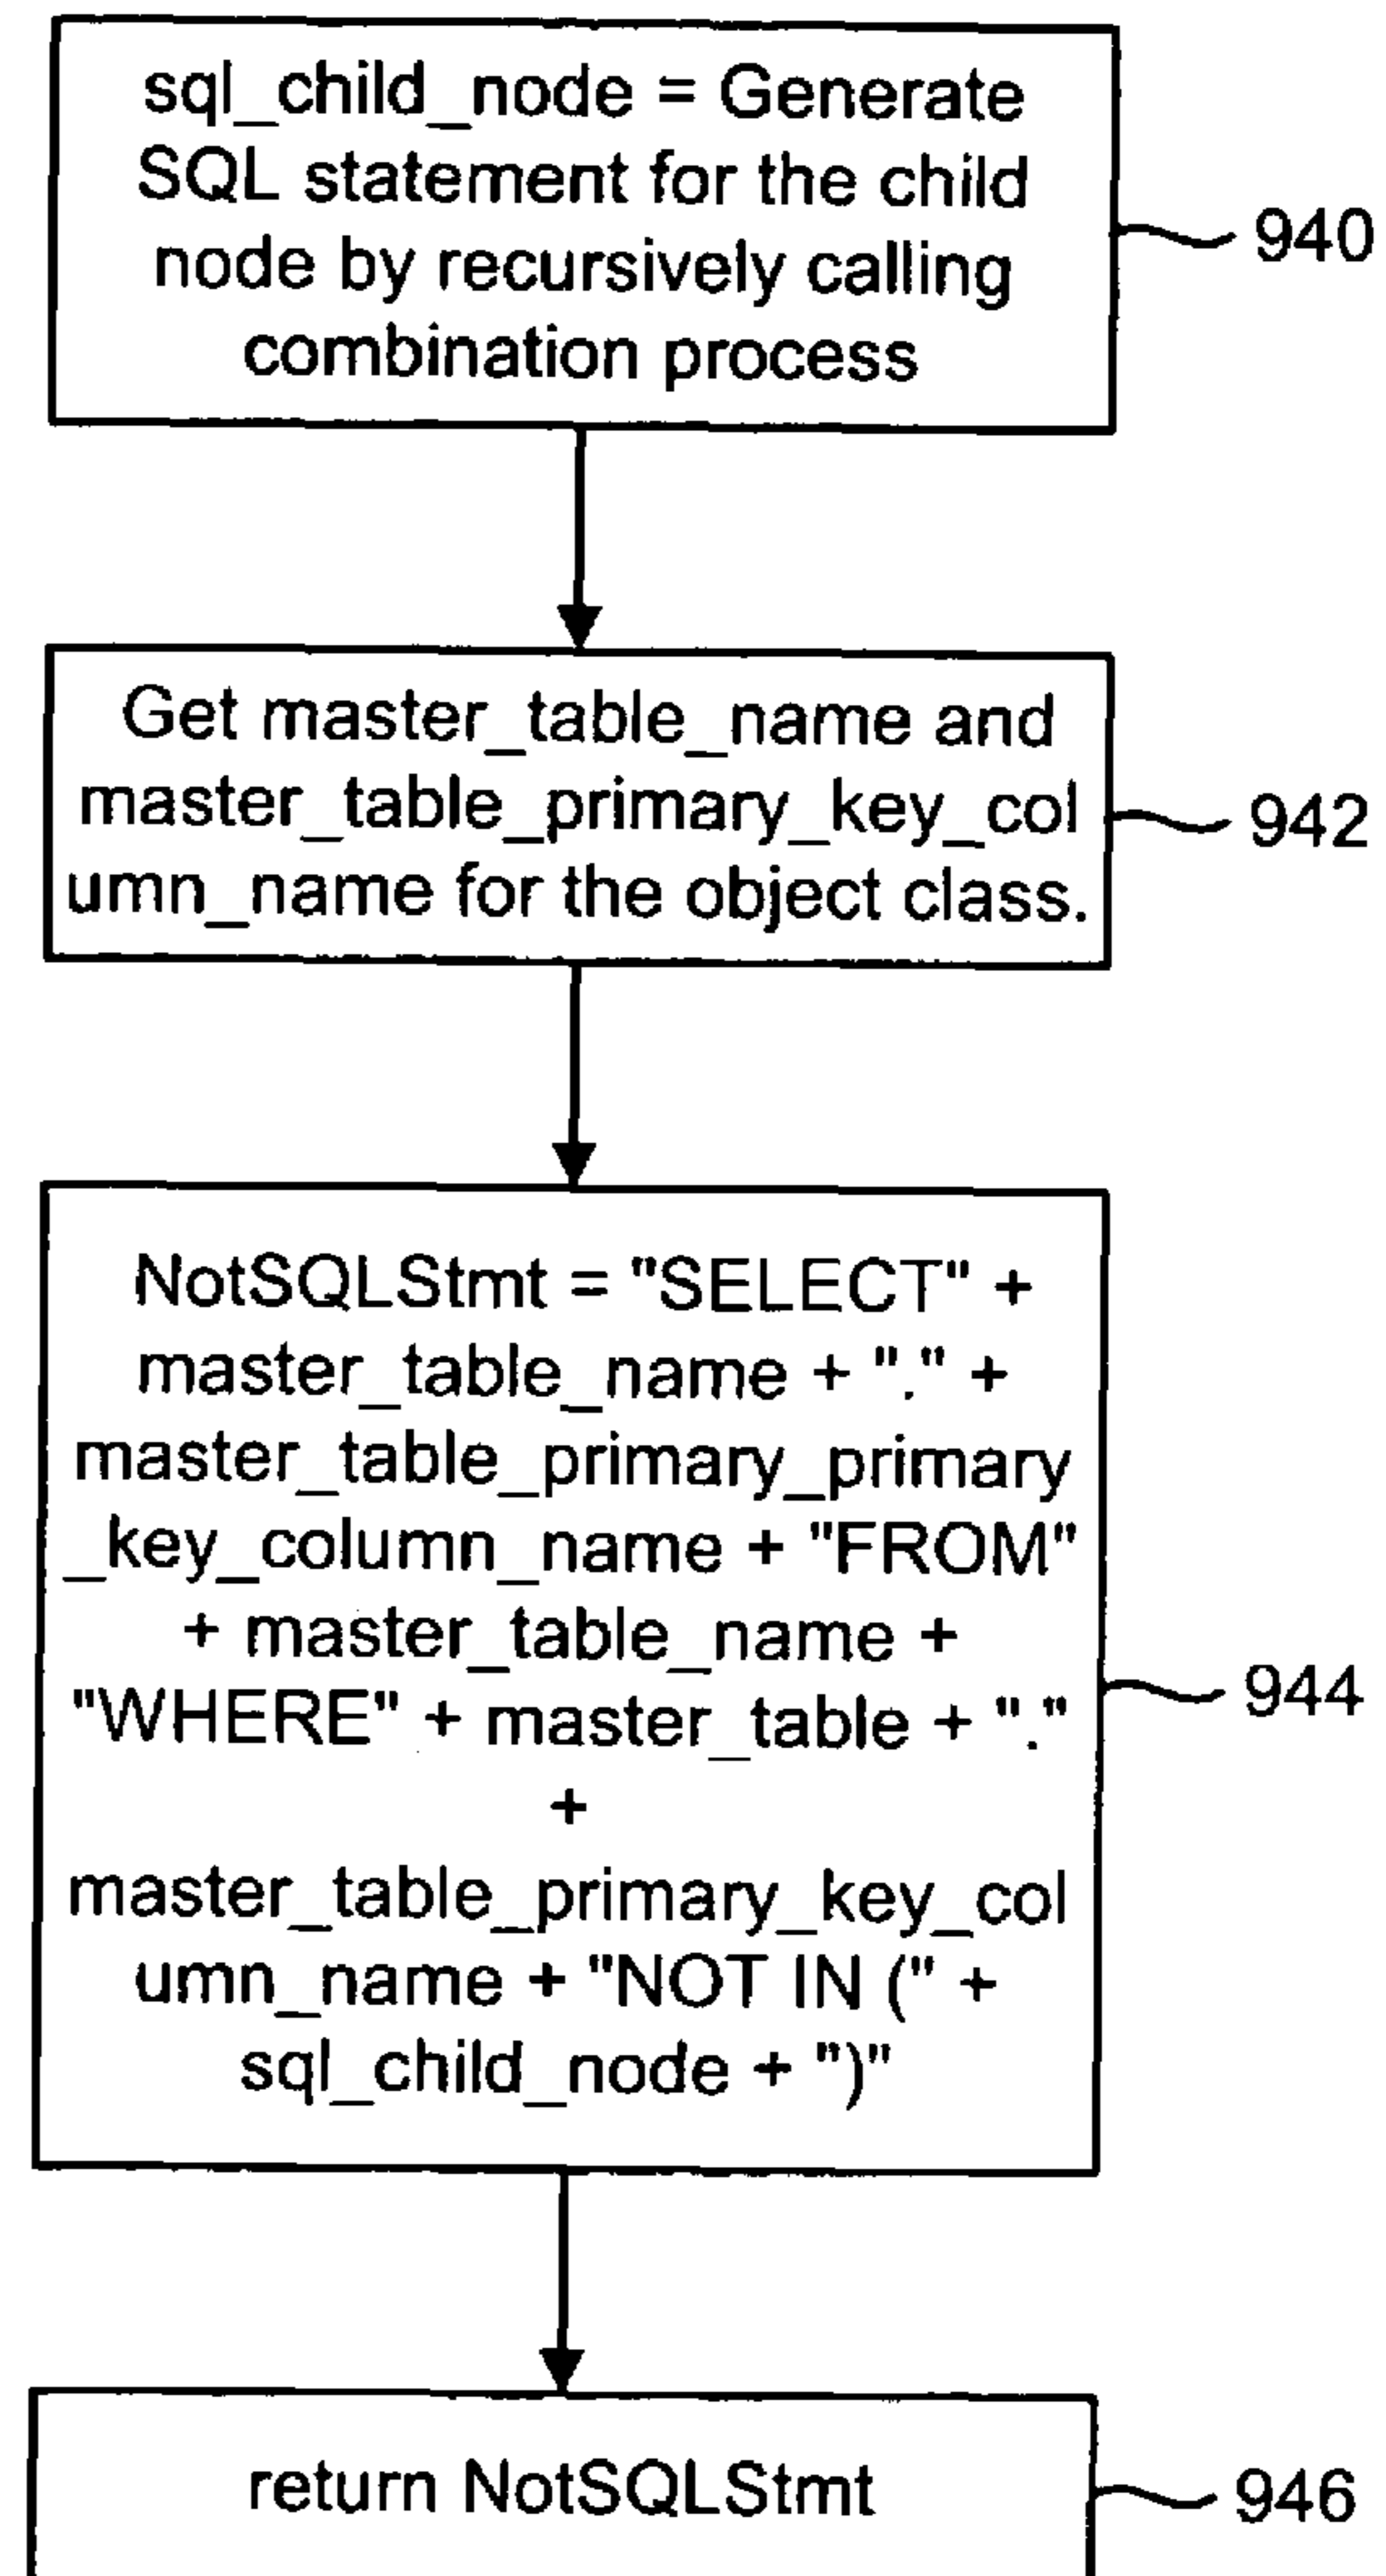 sql_child_node = Generate
SQL statement for the child
node by recursively calling
combination process
940
Get master_table_name and
master_table_primary_key_col
umn_name for the object class.
942
NotSQLStmt = "SELECT" +
master_table_name + "." +
master_table_primary_primary
_key_column_name + "FROM"
+ master_table_name +
"WHERE" + master_table + "."
+
master_table_primary_key_col
umn_name + "NOT IN (" +
sql_child_node + ")"
944
return NotSQLStmt
946